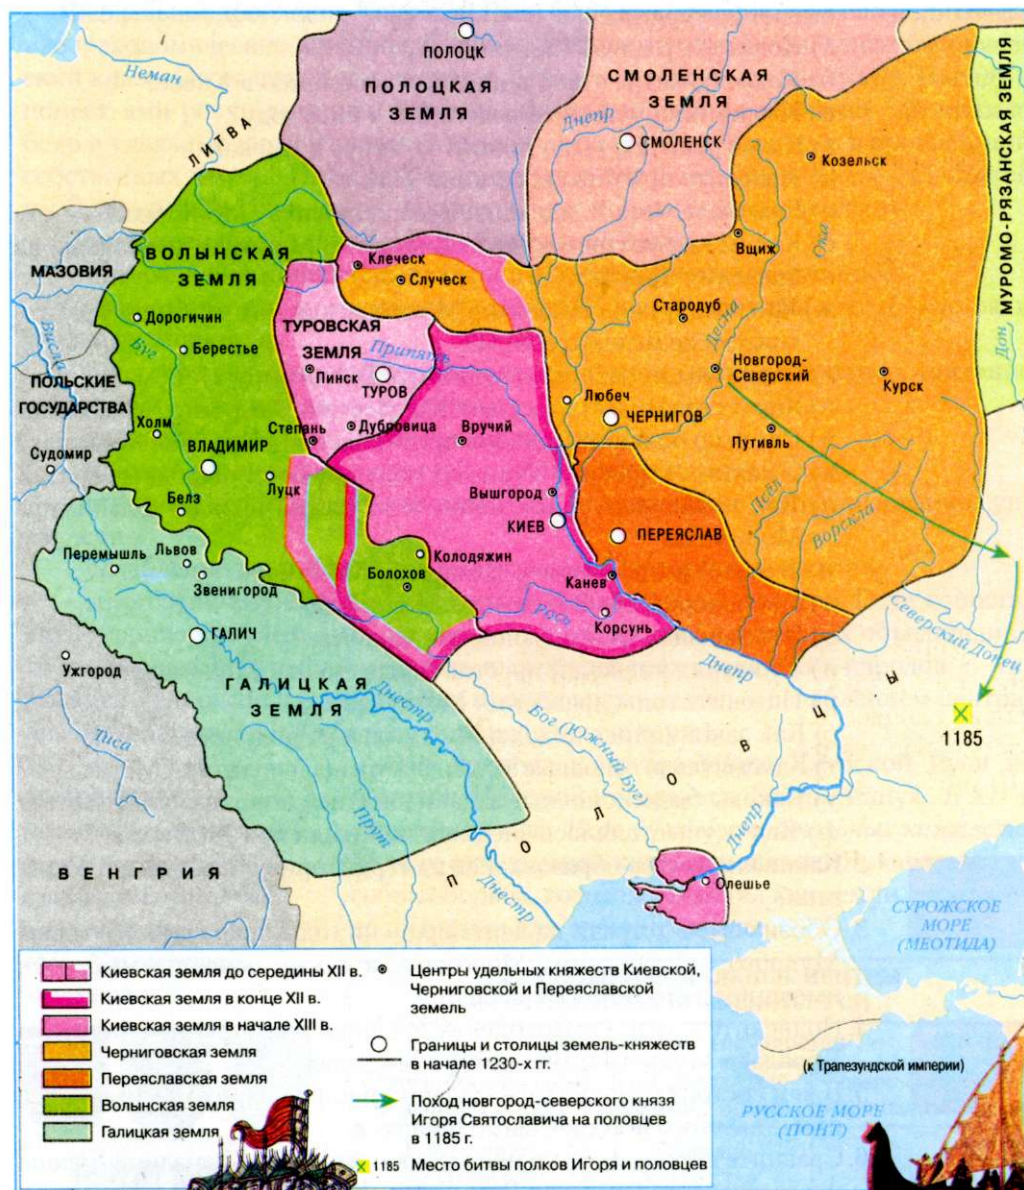 Неман
ПОЛОЦК
ПОЛОЦКАЯ
ЗЕМЛЯ
СМОЛЕНСКАЯ
ЗЕМЛЯ
Днепр
СМОЛЕНСК
Козельск
МУРОМО-РЯЗАНСКАЯ ЗЕМЛЯ
ЛИТВА
Вщиж
Ока
МАЗОВИЯ
ВОЛЫНСКАЯ
ЗЕМЛЯ
Клеческ
Случеск
Дорогичин
Берестье
Буг
Висла
ТУРОВСКАЯ
ЗЕМЛЯ
Припять
Пинск
ТУРОВ
Стародуб
Десна
Новгород-
Северский
Курск
Дон
ПОЛЬСКИЕ
ГОСУДАРСТВА
Холм
Судомир
ВЛАДИМИР
Степань
Дубровица
Вручий
Любеч
ЧЕРНИГОВ
Путивль
Белз
Луцк
Вышгород
КИЕВ
ПЕРЕЯСЛАВ
Псёл
Ворскла
Перемышль
Львов
Звенигород
Колодяжин
Болохов
Канев
Рось
Корсунь
Северский Донец
ГАЛИЧ
Ужгород
ГАЛИЦКАЯ
ЗЕМЛЯ
Днестр
Днепр
Бог (Южный Буг)
ПОЛОВЦЫ
1185
Тиса
Прут
Днестр
Днепр
ВЕНГРИЯ
Олешье
СУРОЖСКОЕ
МОРЕ
(МЕОТИДА)
Киевская земля до середины XII в.
Киевская земля в конце XII в.
Киевская земля в начале XIII в.
Черниговская земля
Переяславская земля
Волынская земля
Галицкая земля
Центры удельных княжеств Киевской,
Черниговской и Переяславской
земель
Границы и столицы земель-княжеств
в начале 1230-х гг.
Поход новгород-северского князя
Игоря Святославича на половцев
в 1185 г.
1185 Место битвы полков Игоря и половцев
(к Трапезундской империи)
РУССКОЕ МОРЕ
(ПОНТ)